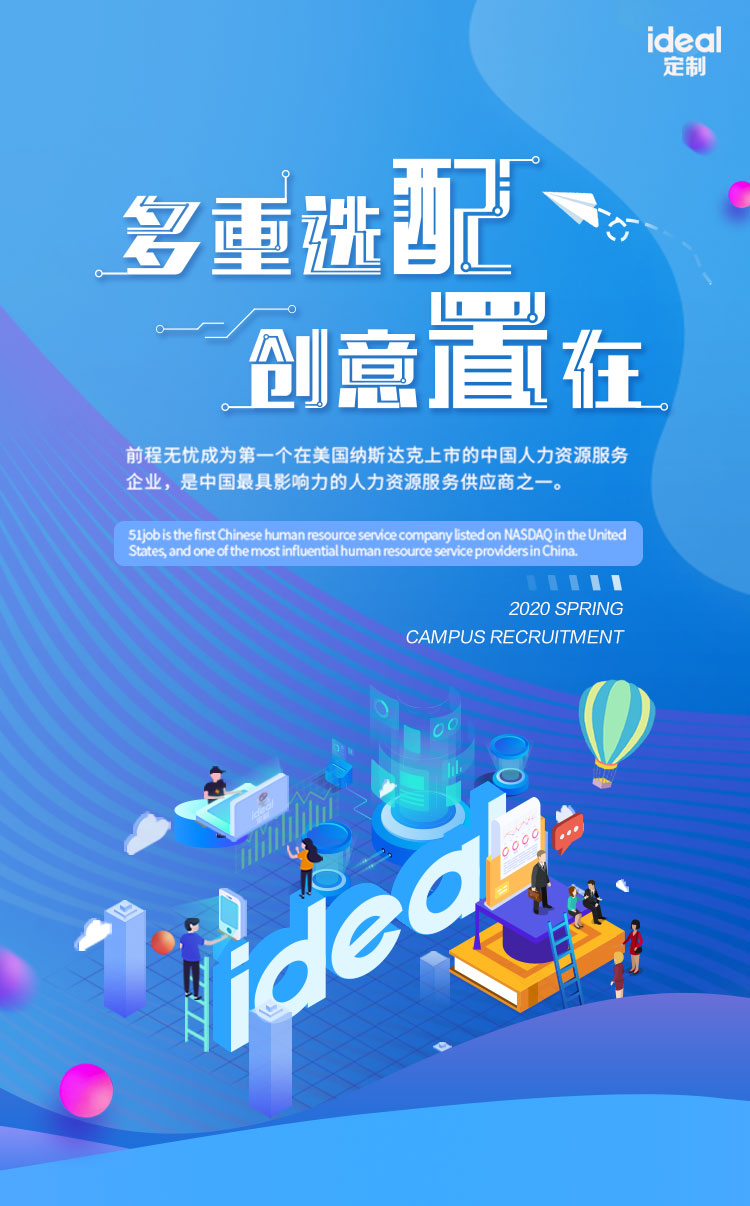 ideal
定制
多重选配
创意置在
前程无忧成为第一个在美国纳斯达克上市的中国人力资源服务
企业，是中国最具影响力的人力资源服务供应商之一。
51job is the first Chinese human resource service company listed on NASDAQ in the United
States, and one of the most influential human resource service providers in China.
2020 SPRING
CAMPUS RECRUITMENT
ideal
ideal